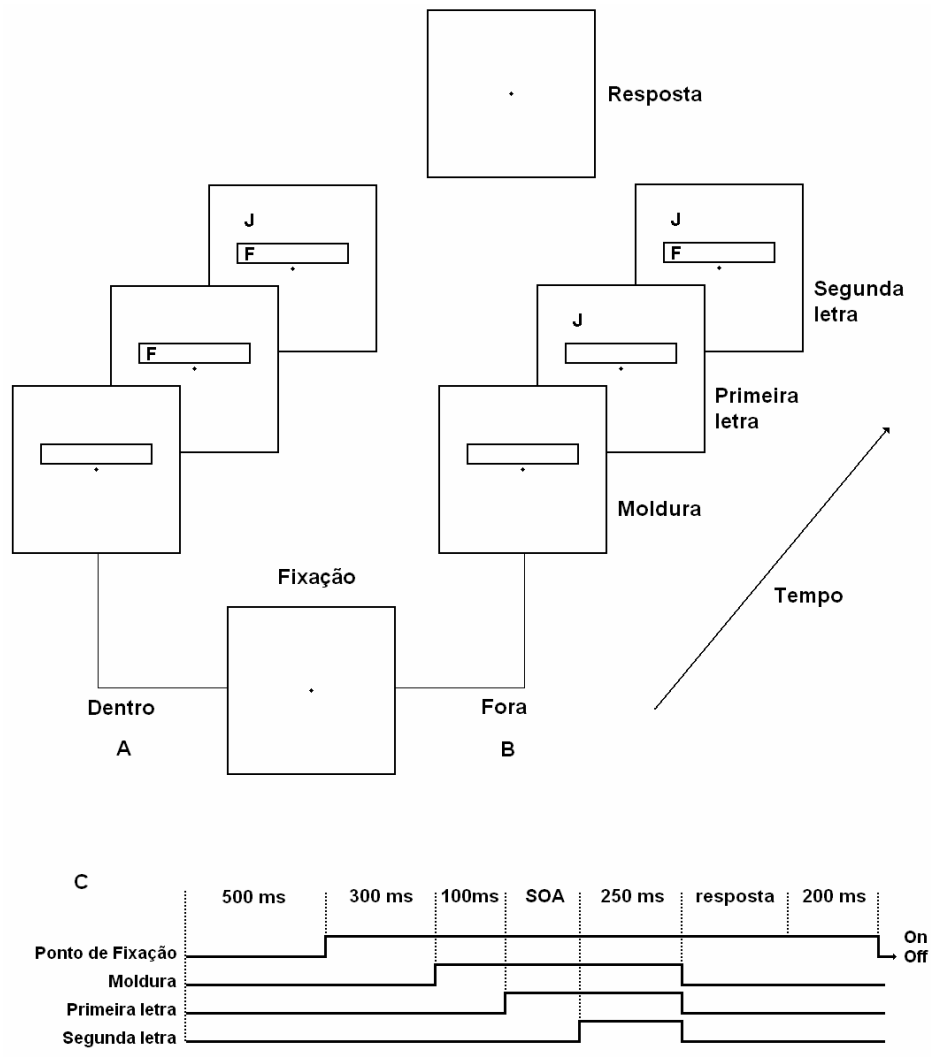 Resposta
J
F
J
F
Segunda
letra
F
J
Primeira
letra
Moldura
Fixação
Tempo
Dentro
Fora
A
B
C
500 ms
300 ms
100ms
SOA
250 ms
resposta
200 ms
On
Ponto de Fixação
Off
Moldura
Primeira letra
Segunda letra